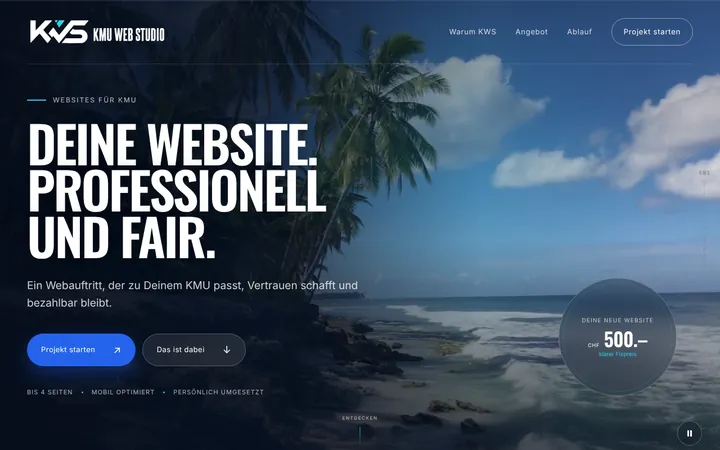 KWS KMU WEB STUDIO
Warum KWS
Angebot
Ablauf
Projekt starten
WEBSITES FÜR KMU
DEINE WEBSITE.
PROFESSIONELL
UND FAIR.
Ein Webauftritt, der zu Deinem KMU passt, Vertrauen schafft und
bezahlbar bleibt.
Projekt starten
Das ist dabei
BIS 4 SEITEN • MOBIL OPTIMIERT • PERSÖNLICH UMGESETZT
DEINE NEUE WEBSITE
CHF 500.–
klarer Fixpreis
ENTDECKEN